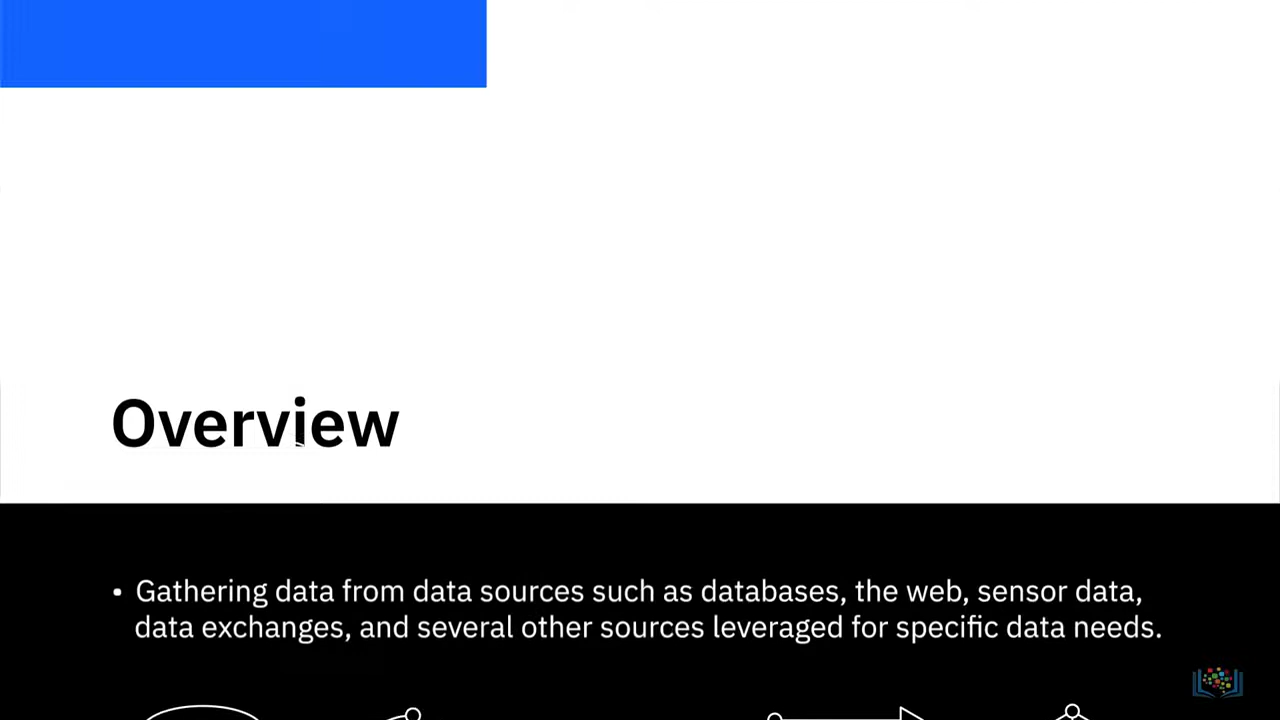 Overview
• Gathering data from data sources such as databases, the web, sensor data,
data exchanges, and several other sources leveraged for specific data needs.